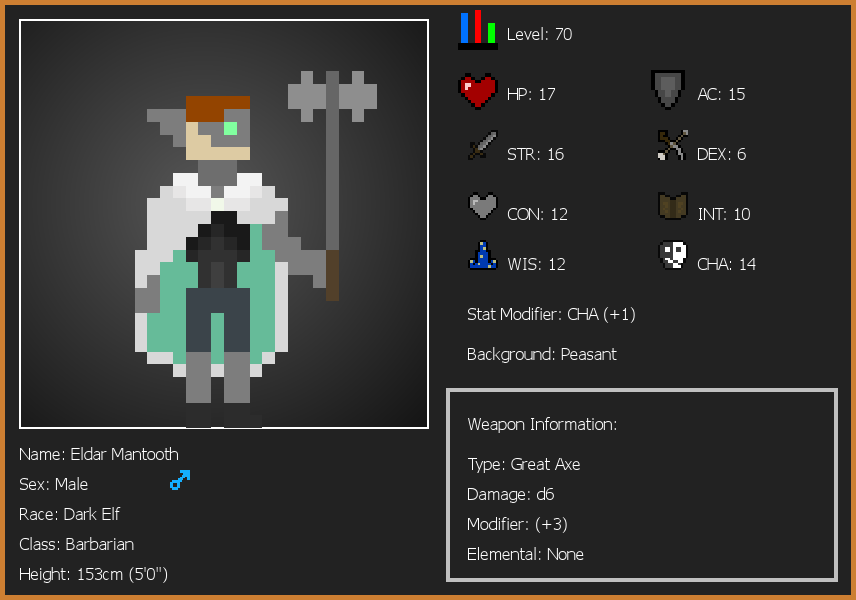 Level: 70
HP: 17
AC: 15
STR: 16
DEX: 6
CON: 12
INT: 10
WIS: 12
CHA: 14
Stat Modifier: CHA (+1)
Background: Peasant
Weapon Information:
Type: Great Axe
Damage: d6
Modifier: (+3)
Elemental: None
Name: Eldar Mantooth
Sex: Male
Race: Dark Elf
Class: Barbarian
Height: 153cm (5'0")